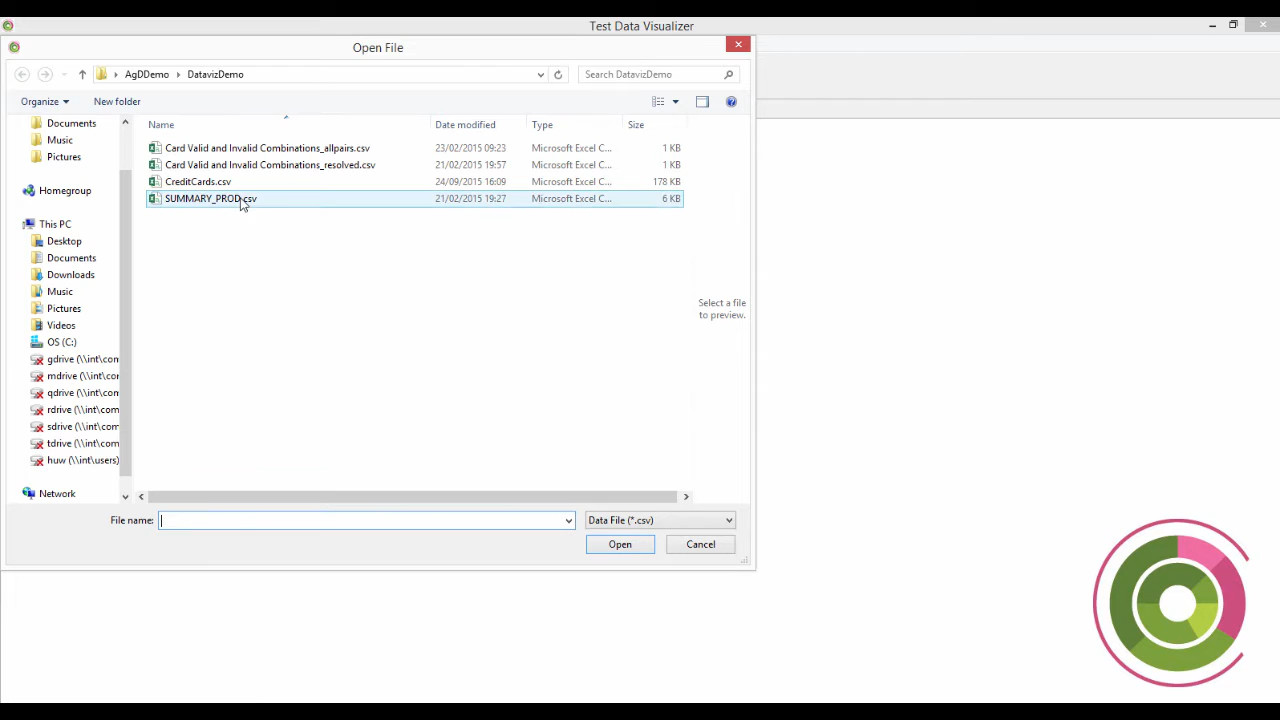 Test Data Visualizer
Open File
AgDDemo DatavizDemo
Search DatavizDemo
Organize New folder
Name Date modified Type Size
Card Valid and Invalid Combinations_allpairs.csv 23/02/2015 09:23 Microsoft Excel C... 1 KB
Card Valid and Invalid Combinations_resolved.csv 21/02/2015 19:57 Microsoft Excel C... 1 KB
CreditCards.csv 24/09/2015 16:09 Microsoft Excel C... 178 KB
SUMMARY_PROD.csv 21/02/2015 19:27 Microsoft Excel C... 6 KB
Documents
Music
Pictures
Homegroup
This PC
Desktop
Documents
Downloads
Music
Pictures
Videos
OS (C:)
gdrive (\\int\com
mdrive (\\int\com
qdrive (\\int\com
rdrive (\\int\com
sdrive (\\int\com
tdrive (\\int\com
huw (\\int\users)
Network
Select a file
to preview.
File name:
Data File (*.csv)
Open Cancel